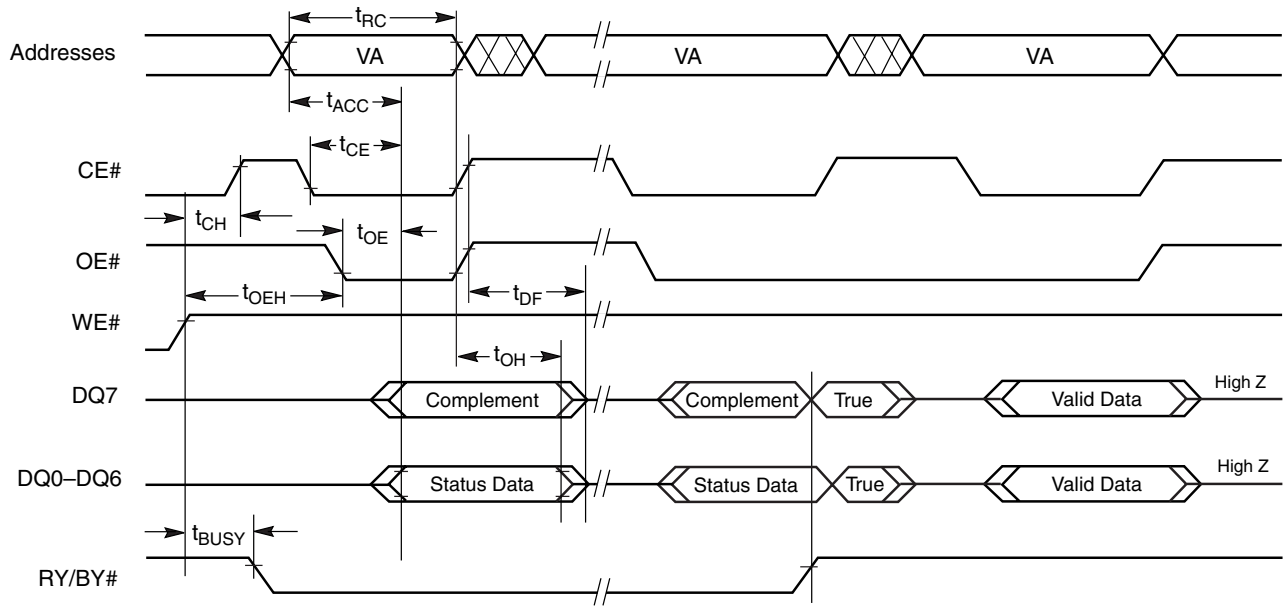 tRC
Addresses VA VA VA
tACC
tCE
CE#
tCH tOE
OE#
tOEH tDF
WE#
tOH
DQ7 Complement Complement True Valid Data High Z
DQ0–DQ6 Status Data Status Data True Valid Data High Z
tBUSY
RY/BY#